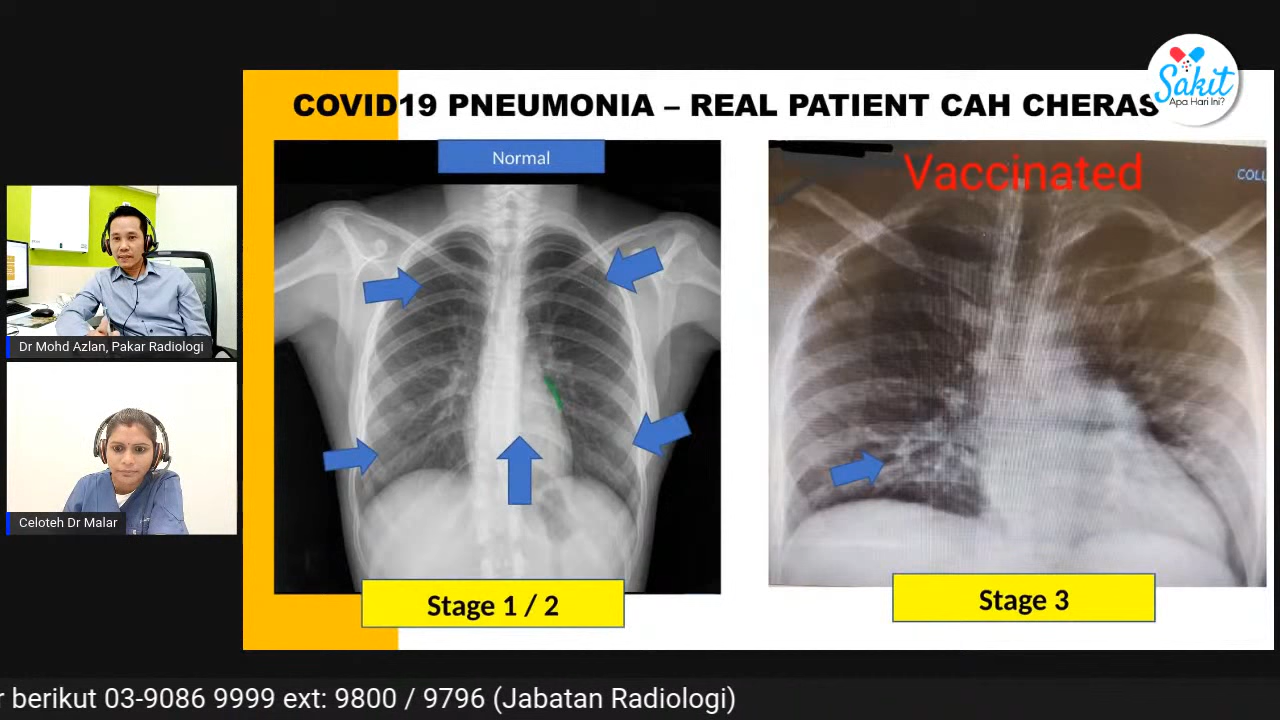 COVID19 PNEUMONIA – REAL PATIENT CAH CHERAS
Sakit
Apa Hari Ini?
Normal
Vaccinated
Stage 1 / 2
Stage 3
Dr Mohd Azlan, Pakar Radiologi
Celoteh Dr Malar
r berikut 03-9086 9999 ext: 9800 / 9796 (Jabatan Radiologi)